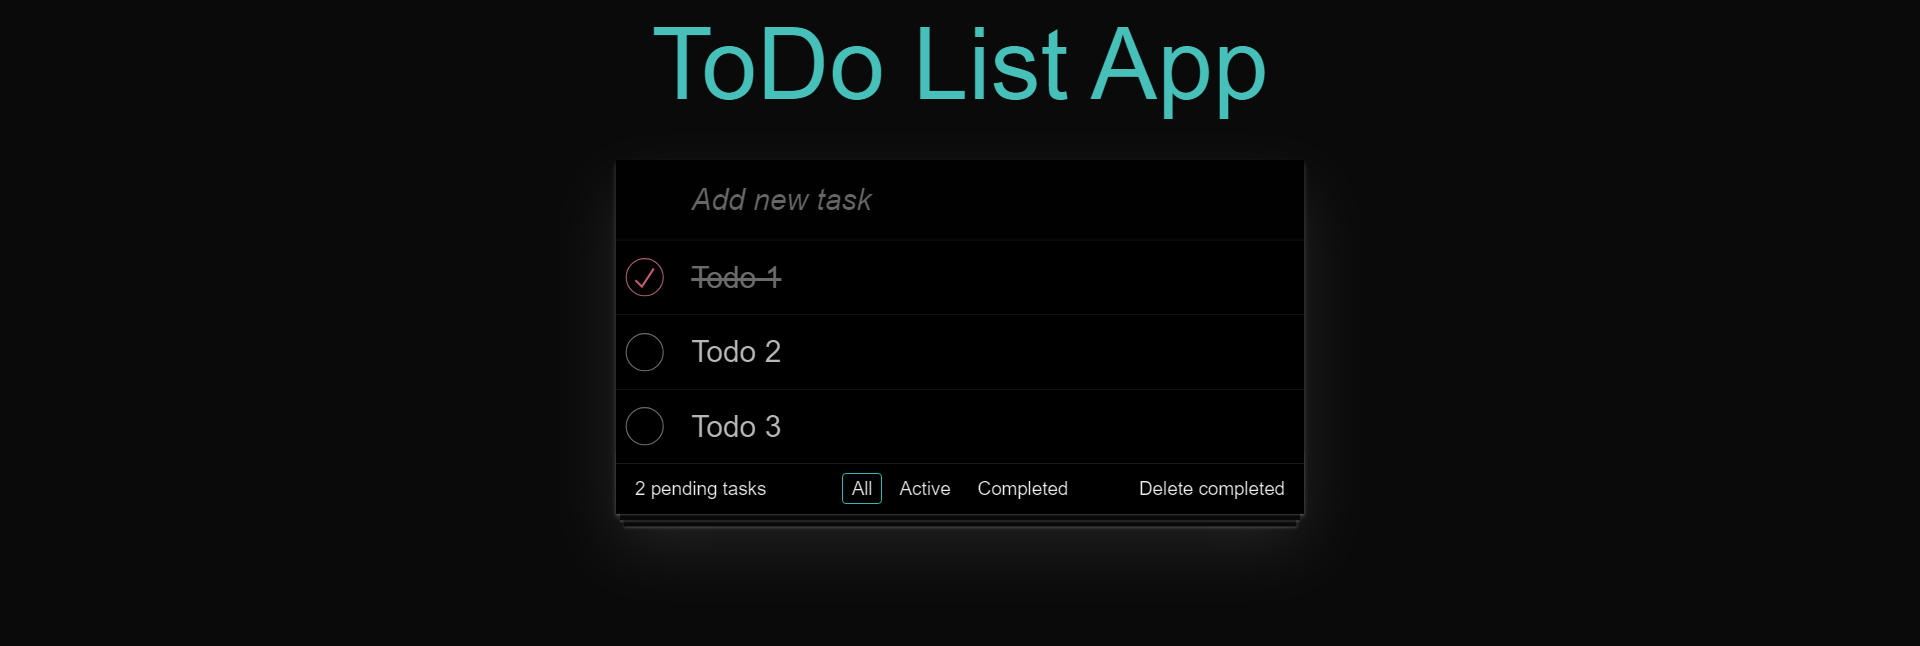 ToDo List App
Add new task
Todo 1
Todo 2
Todo 3
2 pending tasks All Active Completed Delete completed